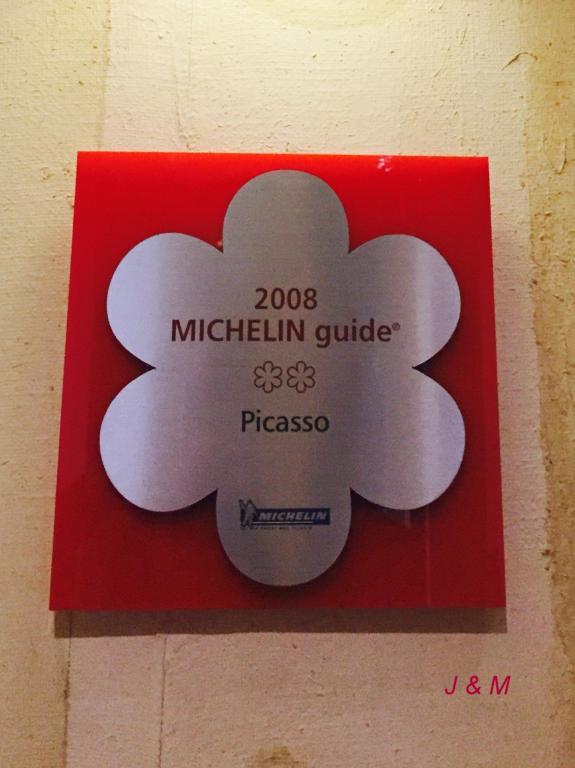 2008
MICHELIN guide®
Picasso
MICHELIN
J & M